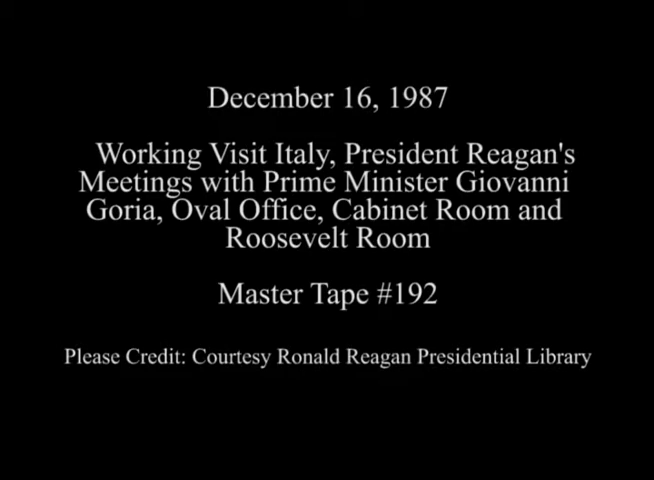 December 16, 1987
Working Visit Italy, President Reagan's
Meetings with Prime Minister Giovanni
Goria, Oval Office, Cabinet Room and
Roosevelt Room
Master Tape #192
Please Credit: Courtesy Ronald Reagan Presidential Library